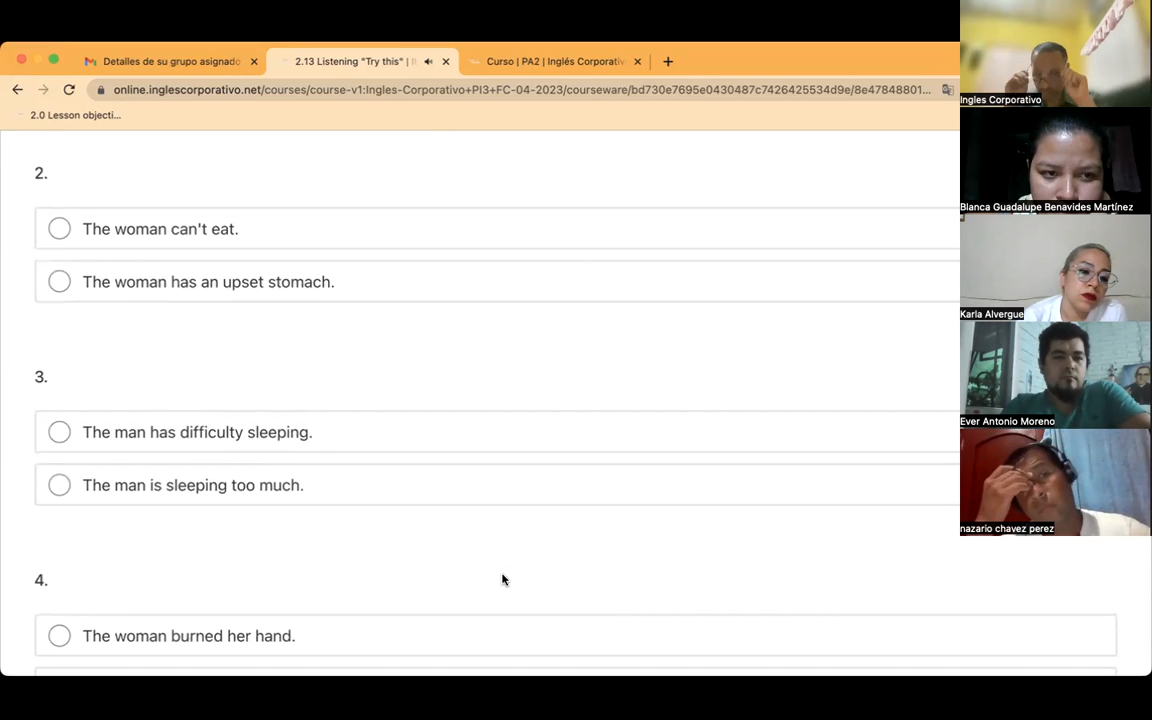 Detalles de su grupo asignado
2.13 Listening "Try this" |
Curso | PA2 | Inglés Corporativ
online.inglescorporativo.net/courses/course-v1:Ingles-Corporativo+PI3+FC-04-2023/courseware/bd730e7695e0430487c7426425534d9e/8e47848801...
2.0 Lesson objecti...
2.
The woman can't eat.
The woman has an upset stomach.
3.
The man has difficulty sleeping.
The man is sleeping too much.
4.
The woman burned her hand.
Ingles Corporativo
Blanca Guadalupe Benavides Martínez
Karla Alvergue
Ever Antonio Moreno
nazario chavez perez